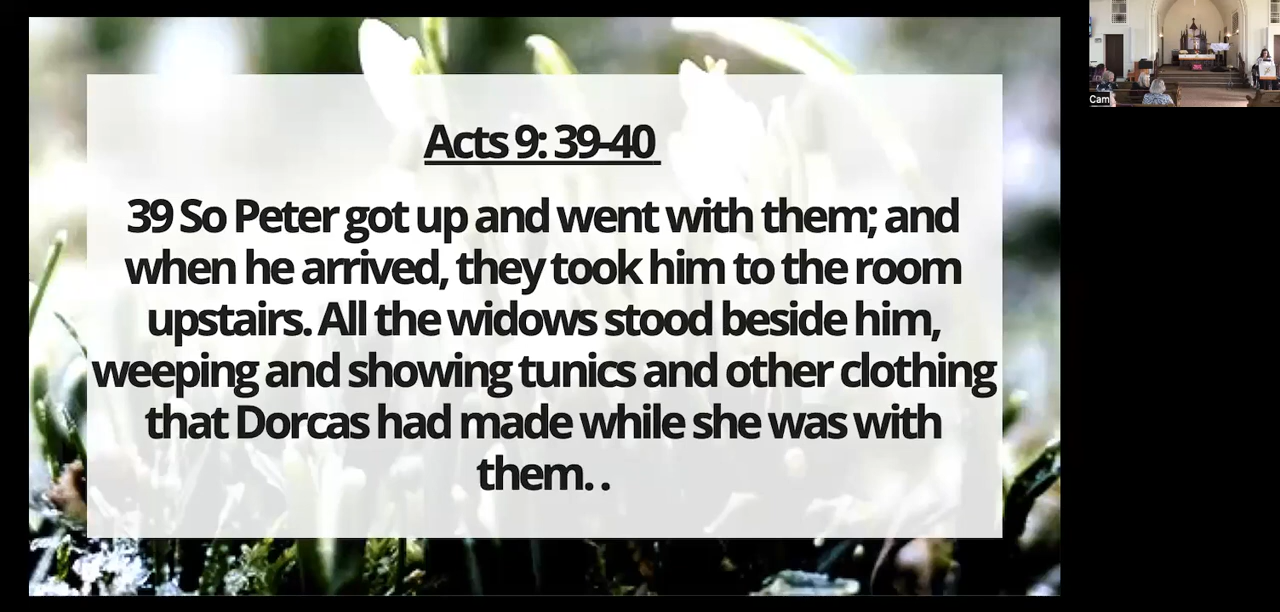 Acts 9: 39-40
39 So Peter got up and went with them; and
when he arrived, they took him to the room
upstairs. All the widows stood beside him,
weeping and showing tunics and other clothing
that Dorcas had made while she was with
them. .
Cam